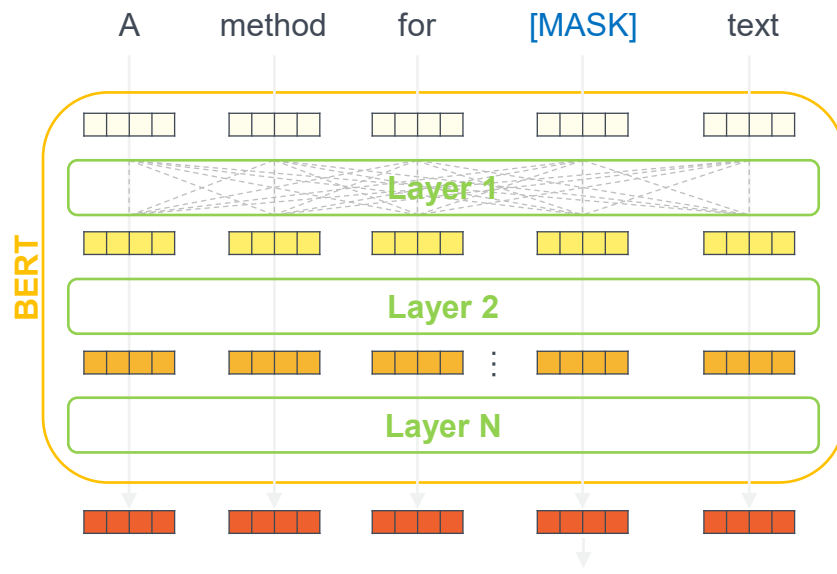 A method for [MASK] text
Layer 1
BERT
Layer 2
⋮
Layer N